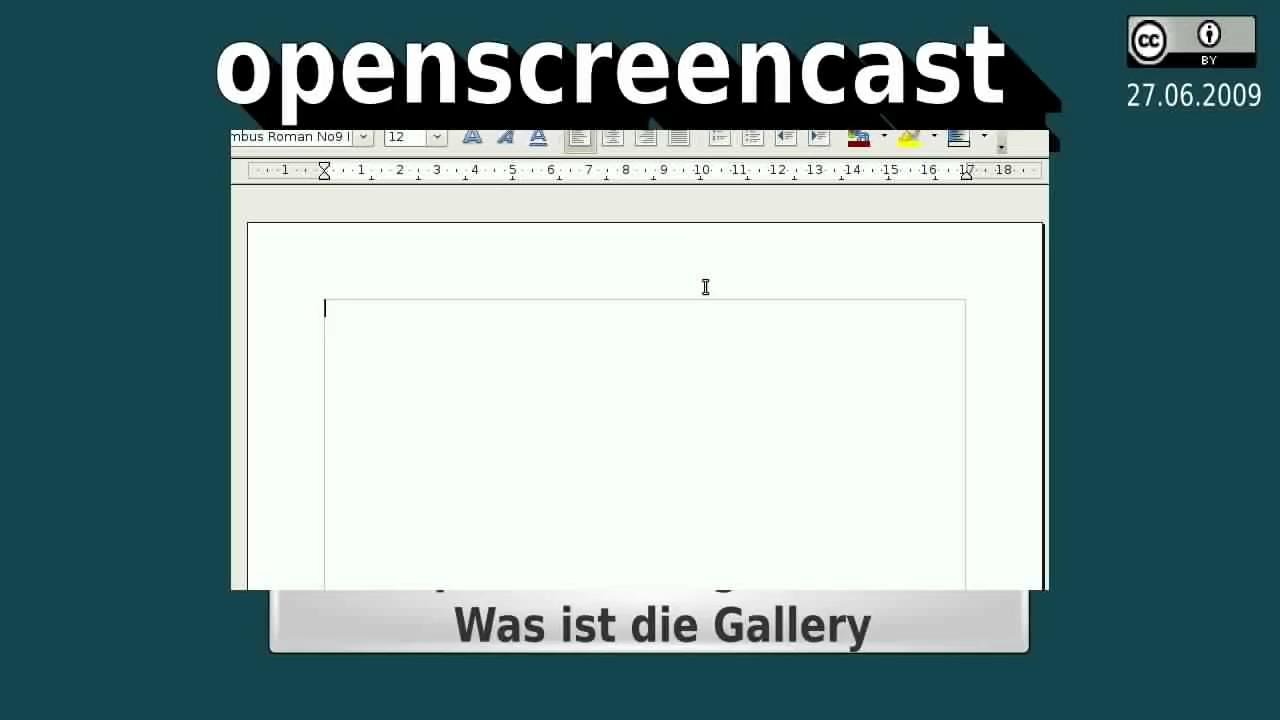 openscreencast
cc
BY
27.06.2009
mbus Roman No9 l 12
1 1 2 3 4 5 6 7 8 9 10 11 12 13 14 15 16 17 18
Was ist die Gallery